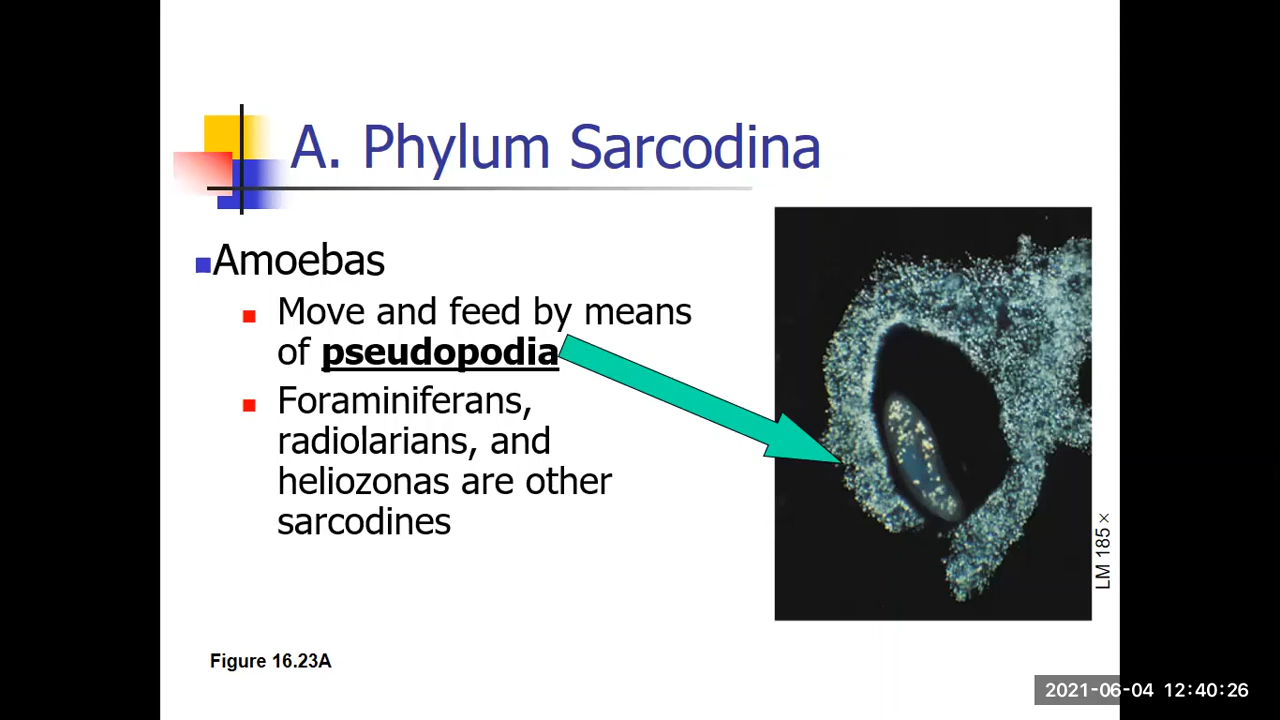 A. Phylum Sarcodina
Amoebas
Move and feed by means
of pseudopodia
Foraminiferans,
radiolarians, and
heliozonas are other
sarcodines
LM 185 ×
Figure 16.23A
2021-06-04 12:40:26